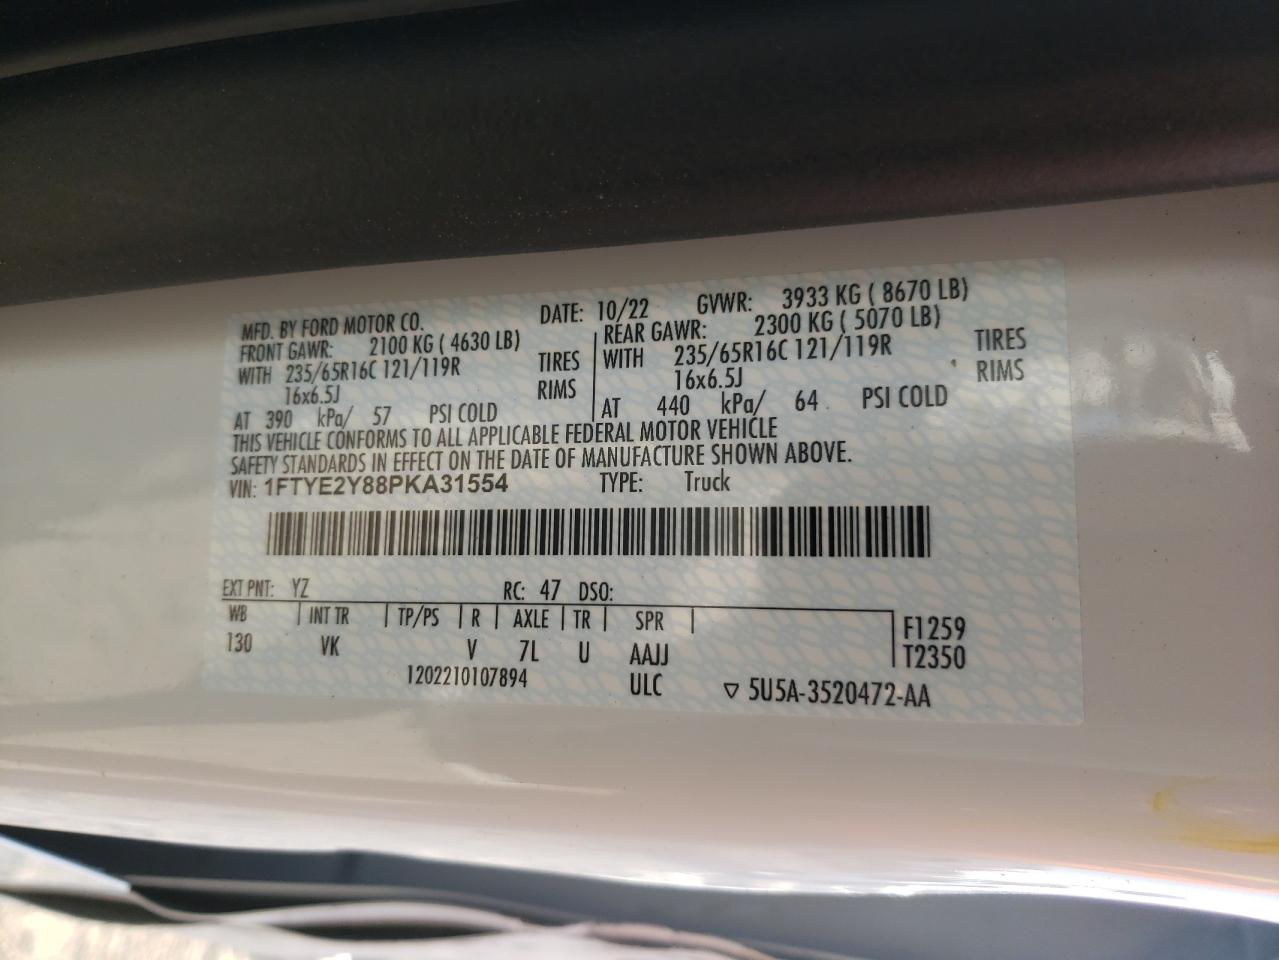 MFD. BY FORD MOTOR CO. DATE: 10/22 GVWR: 3933 KG ( 8670 LB)
FRONT GAWR: 2100 KG ( 4630 LB) REAR GAWR: 2300 KG ( 5070 LB)
WITH 235/65R16C 121/119R TIRES WITH 235/65R16C 121/119R TIRES
16x6.5J RIMS 16x6.5J RIMS
AT 390 kPa/ 57 PSI COLD AT 440 kPa/ 64 PSI COLD
THIS VEHICLE CONFORMS TO ALL APPLICABLE FEDERAL MOTOR VEHICLE
SAFETY STANDARDS IN EFFECT ON THE DATE OF MANUFACTURE SHOWN ABOVE.
VIN: 1FTYE2Y88PKA31554 TYPE: Truck
EXT PNT: YZ RC: 47 DSO:
WB INT TR TP/PS R AXLE TR SPR F1259
130 VK V 7L U AAJJ T2350
1202210107894 ULC ▽ 5U5A-3520472-AA